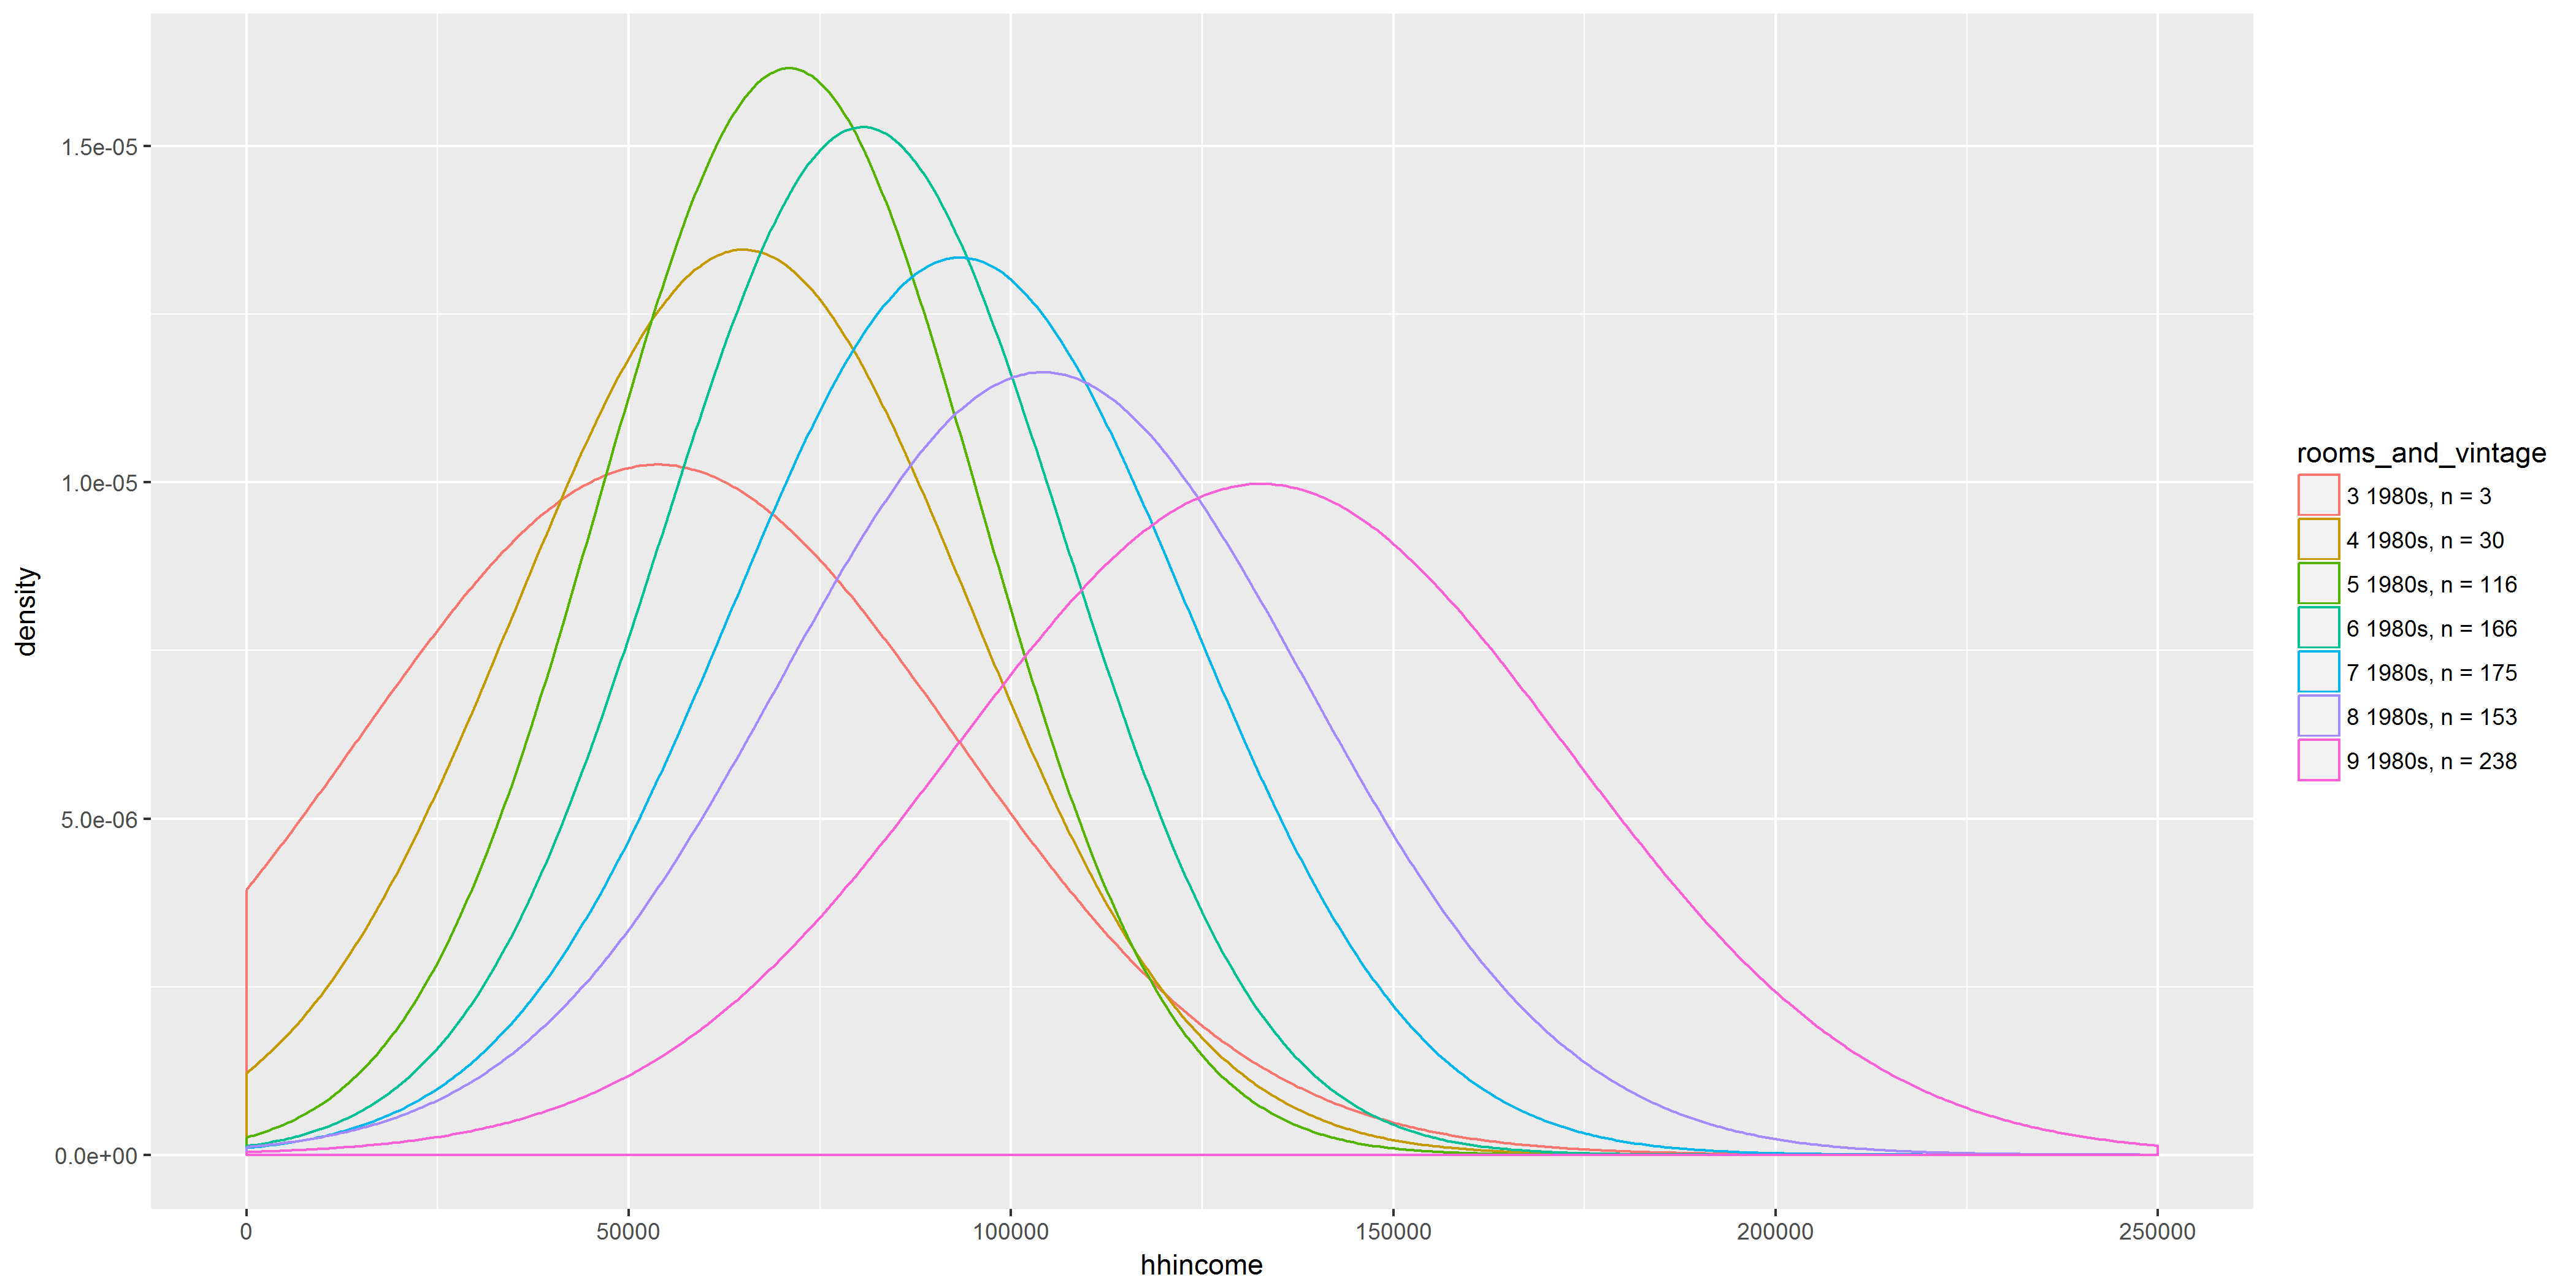 1.5e-05
1.0e-05
5.0e-06
0.0e+00
density
0 50000 100000 150000 200000 250000
hhincome
rooms_and_vintage
3 1980s, n = 3
4 1980s, n = 30
5 1980s, n = 116
6 1980s, n = 166
7 1980s, n = 175
8 1980s, n = 153
9 1980s, n = 238